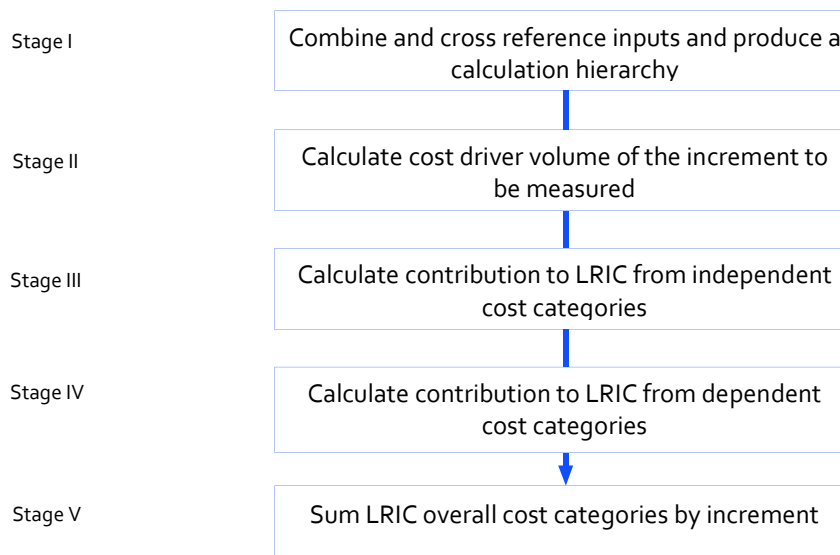 Stage I
Combine and cross reference inputs and produce a
calculation hierarchy
Stage II
Calculate cost driver volume of the increment to
be measured
Stage III
Calculate contribution to LRIC from independent
cost categories
Stage IV
Calculate contribution to LRIC from dependent
cost categories
Stage V
Sum LRIC overall cost categories by increment